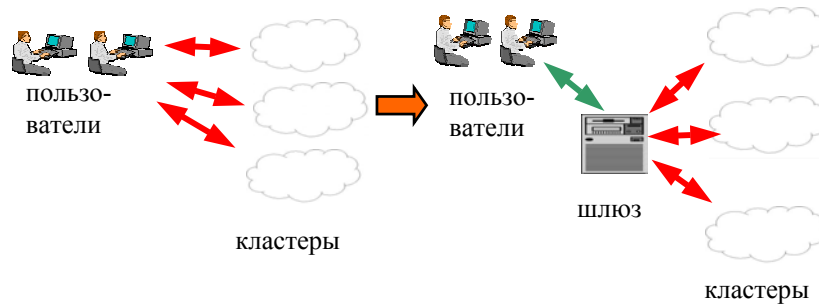 пользо-
ватели
кластеры
пользо-
ватели
шлюз
кластеры